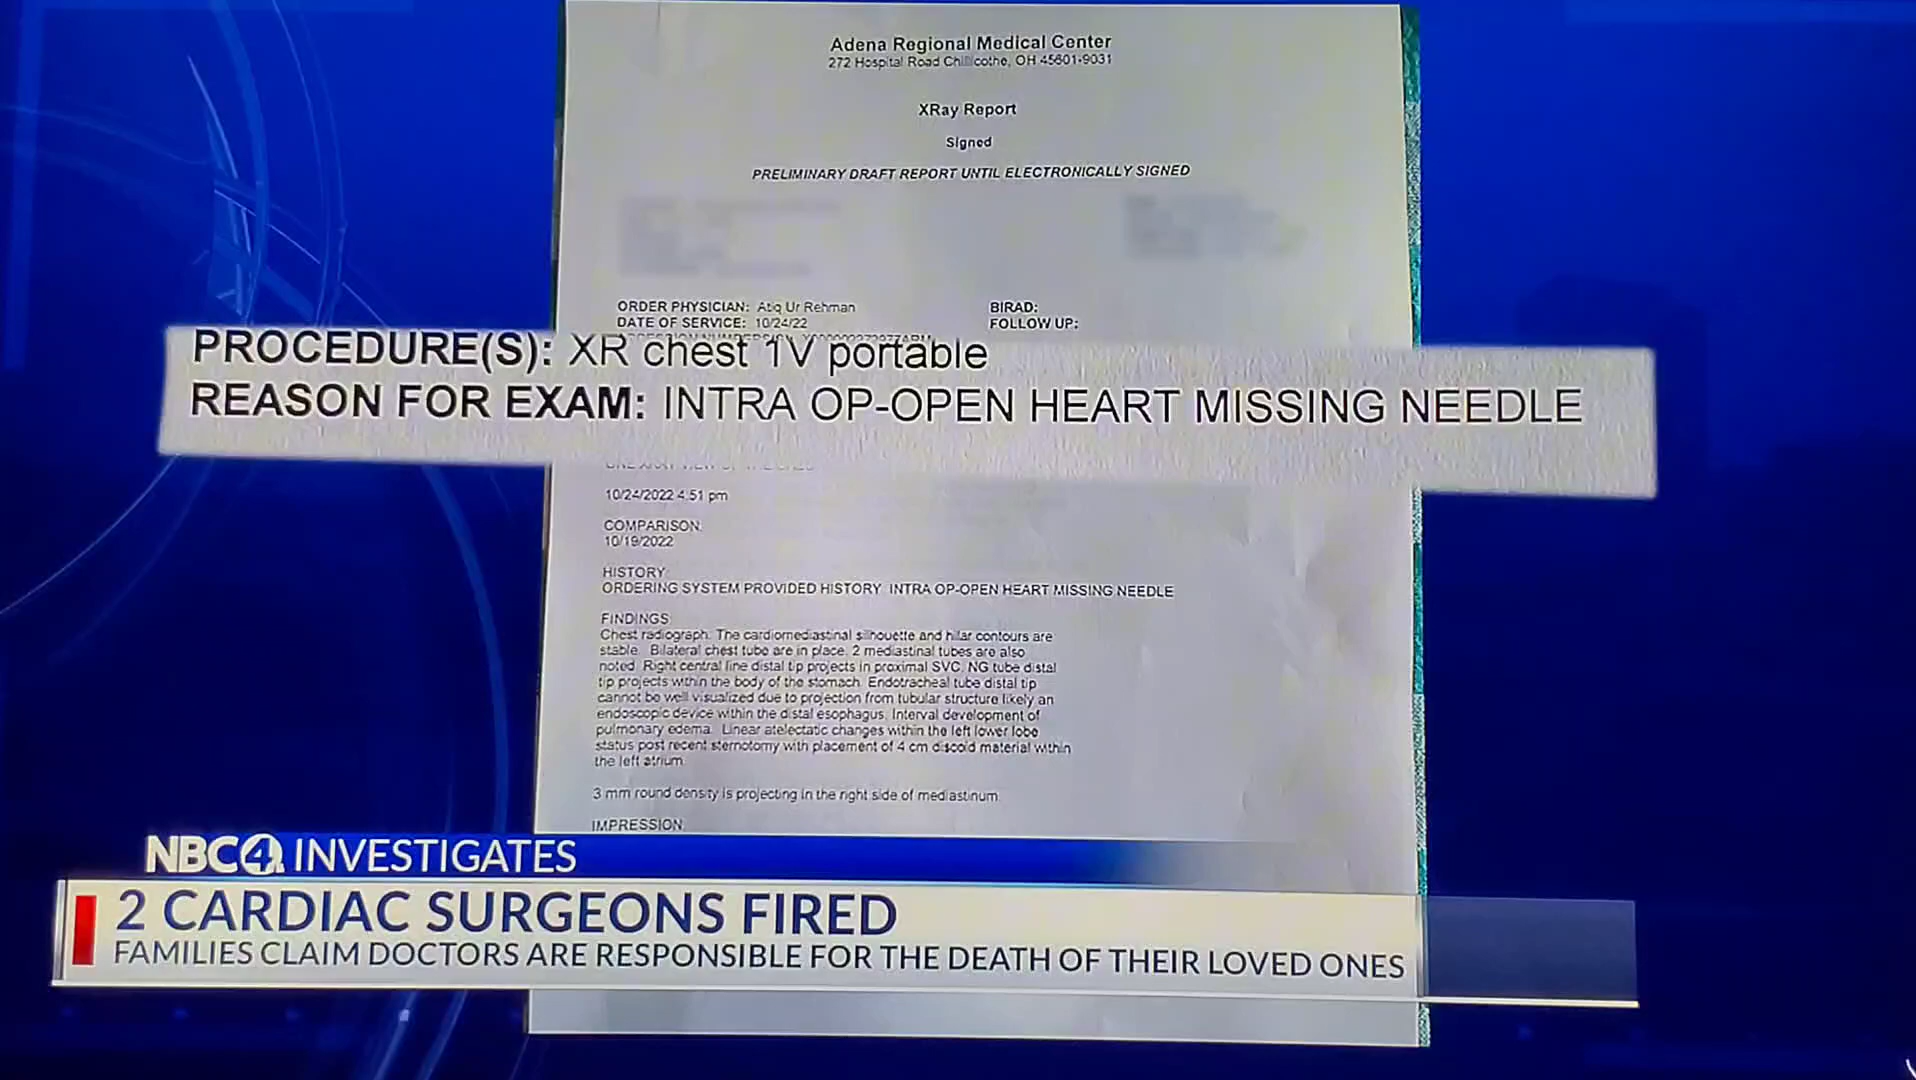 Adena Regional Medical Center
272 Hospital Road Chillicothe, OH 45601-9031
XRay Report
Signed
PRELIMINARY DRAFT REPORT UNTIL ELECTRONICALLY SIGNED
ORDER PHYSICIAN: Atiq Ur Rehman
BIRAD:
DATE OF SERVICE: 10/24/22
FOLLOW UP:
PROCEDURE(S): XR chest 1V portable
REASON FOR EXAM: INTRA OP-OPEN HEART MISSING NEEDLE
10/24/2022 4:51 pm
COMPARISON:
10/19/2022
HISTORY:
ORDERING SYSTEM PROVIDED HISTORY INTRA OP-OPEN HEART MISSING NEEDLE
FINDINGS
Chest radiograph: The cardiomediastinal silhouette and hilar contours are
stable. Bilateral chest tube are in place. 2 mediastinal tubes are also
noted. Right central line distal tip projects in proximal SVC. NG tube distal
tip projects within the body of the stomach. Endotracheal tube distal tip
cannot be well visualized due to projection from tubular structure likely an
endoscopic device within the distal esophagus. Interval development of
pulmonary edema. Linear atelectatic changes within the left lower lobe
status post recent sternotomy with placement of 4 cm discoid material within
the left atrium.
3 mm round density is projecting in the right side of mediastinum
IMPRESSION
NBC4 INVESTIGATES
2 CARDIAC SURGEONS FIRED
FAMILIES CLAIM DOCTORS ARE RESPONSIBLE FOR THE DEATH OF THEIR LOVED ONES